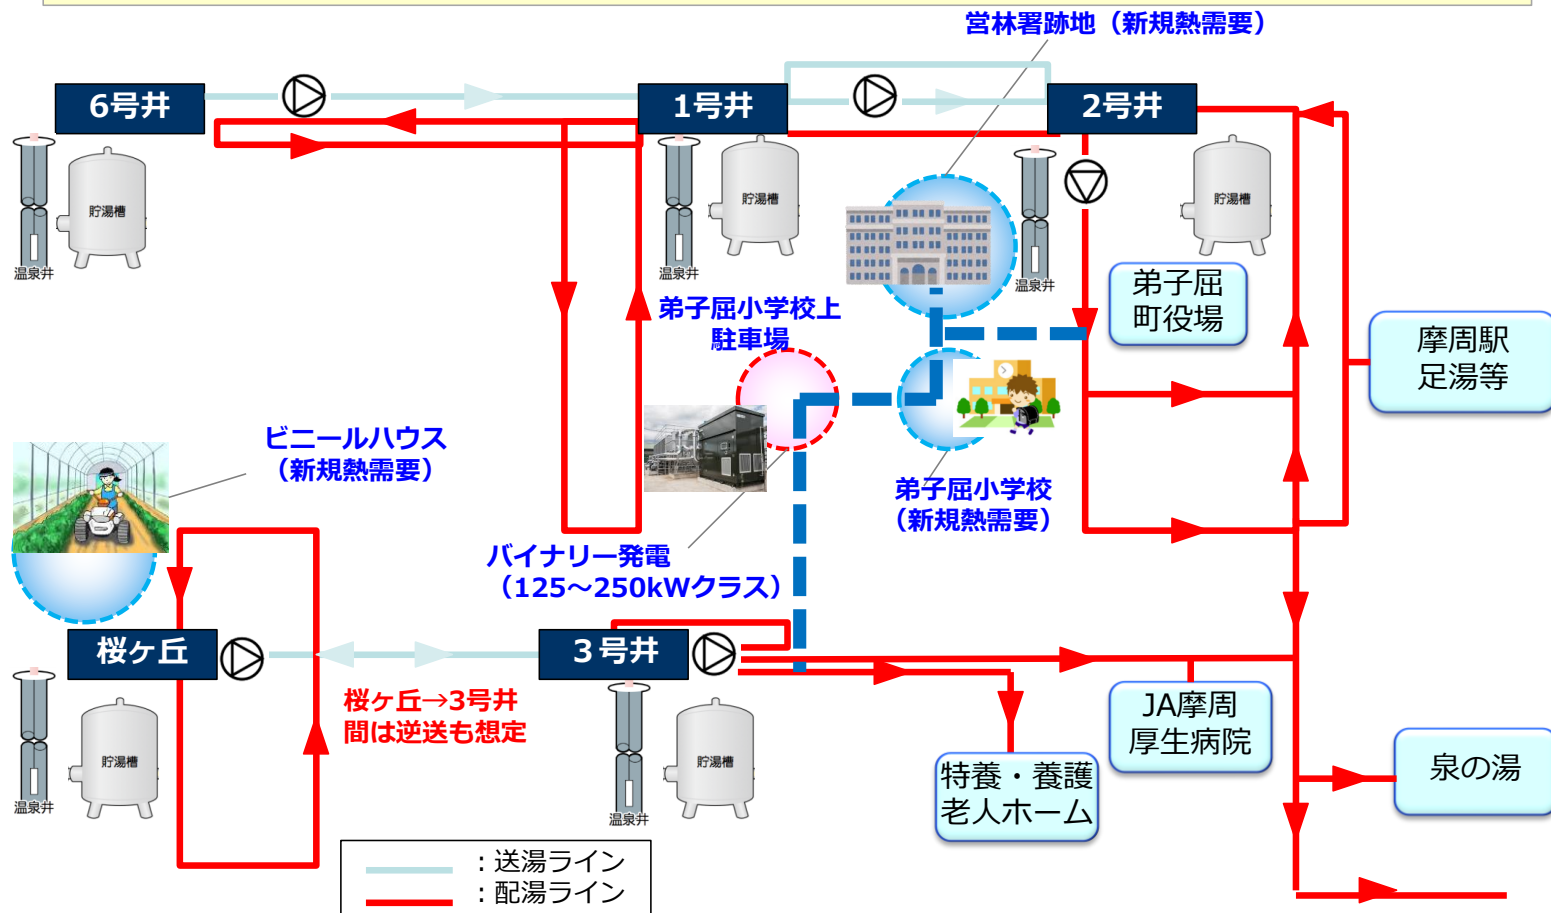 営林署跡地（新規熱需要）
6号井
1号井
2号井
貯湯槽
温泉井
貯湯槽
温泉井
貯湯槽
温泉井
弟子屈小学校上
駐車場
弟子屈
町役場
摩周駅
足湯等
ビニールハウス
（新規熱需要）
弟子屈小学校
（新規熱需要）
バイナリー発電
（125～250kWクラス）
桜ヶ丘
３号井
桜ヶ丘→3号井
間は逆送も想定
貯湯槽
温泉井
貯湯槽
温泉井
JA摩周
厚生病院
特養・養護
老人ホーム
泉の湯
：送湯ライン
：配湯ライン